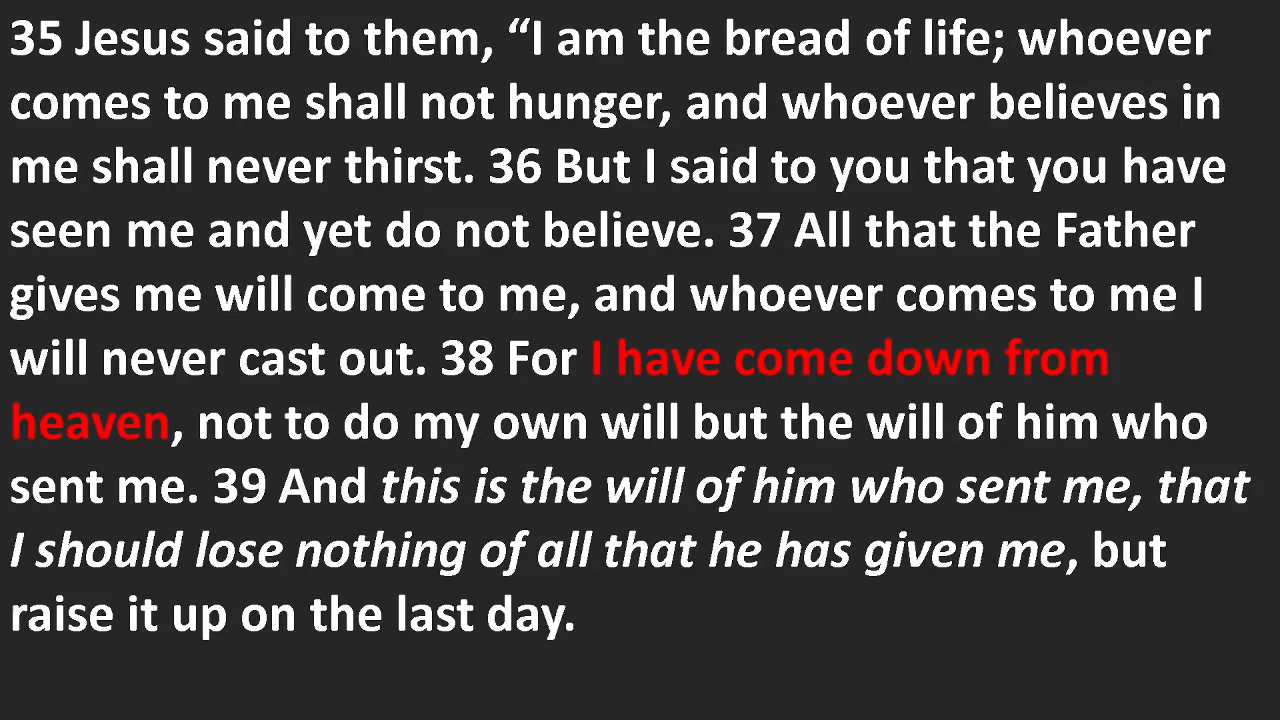 35 Jesus said to them, “I am the bread of life; whoever
comes to me shall not hunger, and whoever believes in
me shall never thirst. 36 But I said to you that you have
seen me and yet do not believe. 37 All that the Father
gives me will come to me, and whoever comes to me I
will never cast out. 38 For I have come down from
heaven, not to do my own will but the will of him who
sent me. 39 And this is the will of him who sent me, that
I should lose nothing of all that he has given me, but
raise it up on the last day.